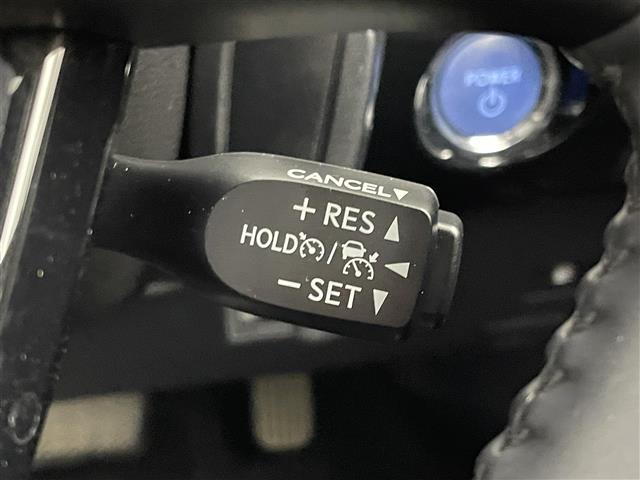 POWER
CANCEL▼
+ RES ▲
HOLD / ◀
− SET ▼